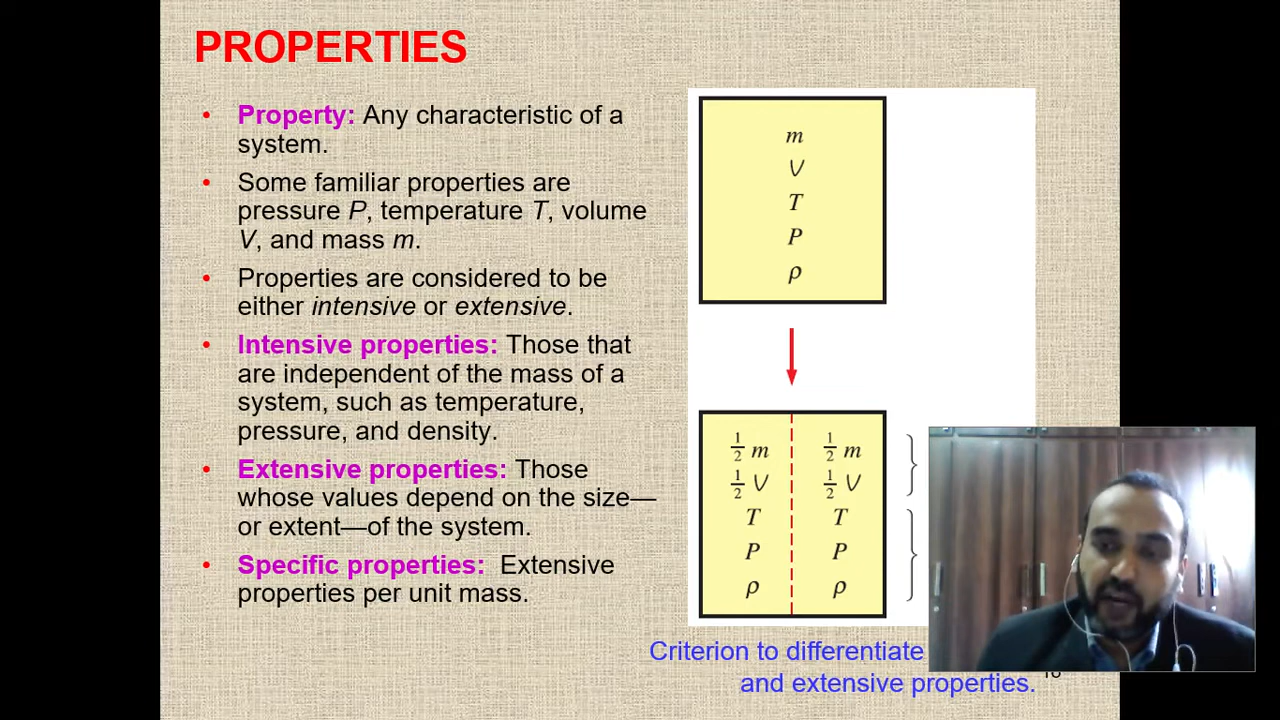 PROPERTIES
• Property: Any characteristic of a
system.
• Some familiar properties are
pressure P, temperature T, volume
V, and mass m.
• Properties are considered to be
either intensive or extensive.
• Intensive properties: Those that
are independent of the mass of a
system, such as temperature,
pressure, and density.
• Extensive properties: Those
whose values depend on the size—
or extent—of the system.
• Specific properties: Extensive
properties per unit mass.
m
V
T
P
ρ
½ m ½ m
½ V ½ V
T T
P P
ρ ρ
Criterion to differentiate
and extensive properties.